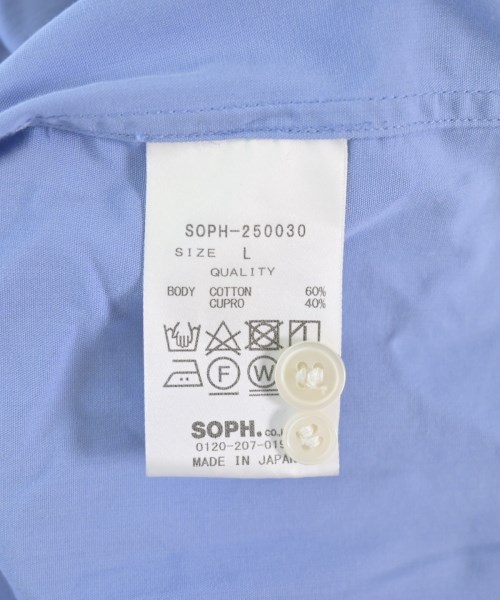 SOPH-250030
SIZE L
QUALITY
BODY COTTON 60%
CUPRO 40%
F W
SOPH.
MADE IN JAPAN